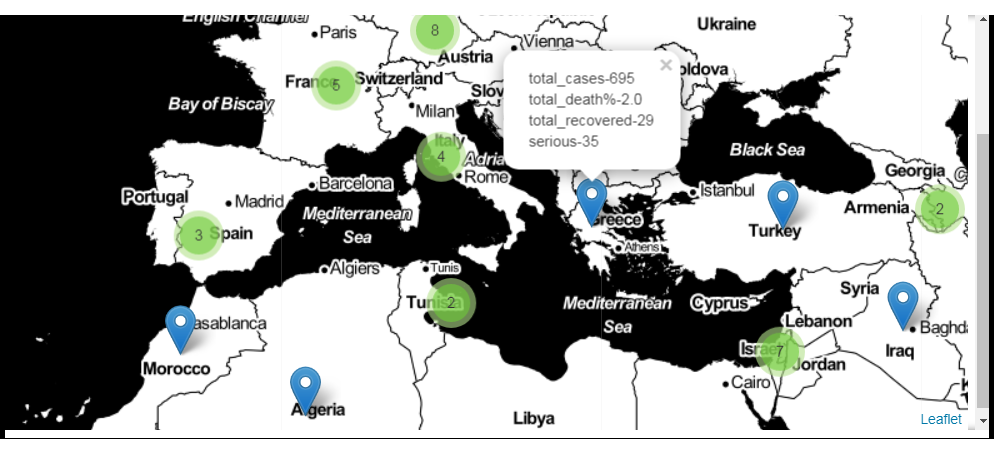 English Channel
Paris
8
Vienna
Ukraine
Austria
France
5
Switzerland
Slov
oldova
×
total_cases-695
total_death%-2.0
total_recovered-29
serious-35
Bay of Biscay
Milan
Italy
4
Adria
Rome
Black Sea
Georgia
C
Portugal
Madrid
Barcelona
Istanbul
Armenia
2
Mediterranean
Sea
3
Spain
Greece
Turkey
Athens
Algiers
Tunis
Tunisia
2
Mediterranean
Sea
Cyprus
Syria
Casablanca
Lebanon
Baghda
Israel
7
Iraq
Morocco
Jordan
Cairo
Algeria
Libya
Leaflet